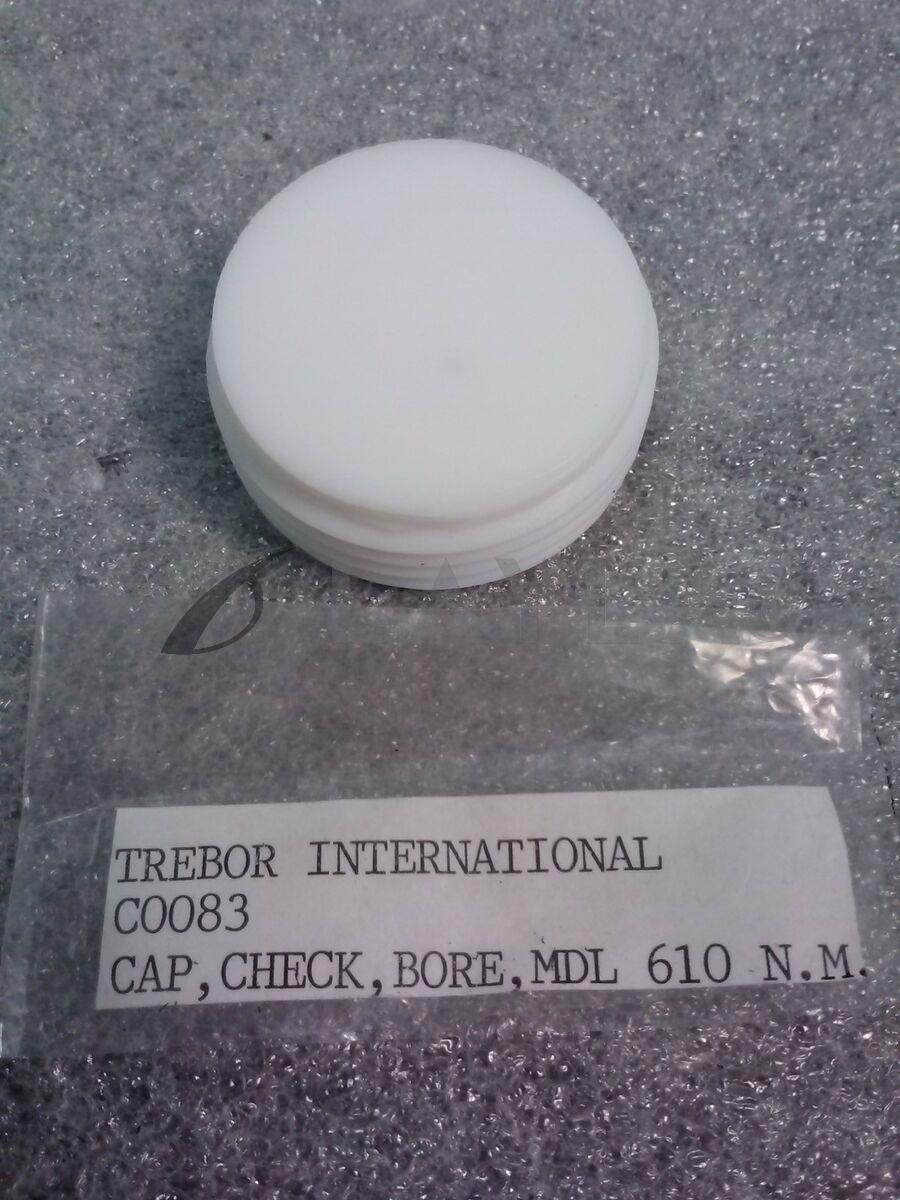 TREBOR INTERNATIONAL
C0083
CAP,CHECK,BORE,MDL 610 N.M.